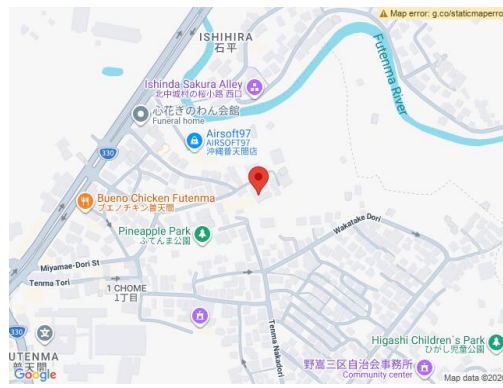 Map error: g.co/staticmaperro
ISHIHIRA
石平
Futenma River
Ishinda Sakura Alley
北中城村の桜小路 西口
心花ぎのわん会館
Funeral home
Airsoft97
AIRSOFT97
沖縄普天間店
330
Bueno Chicken Futenma
ブエノチキン普天間
Pineapple Park
ふてんま公園
Wakatake Dori
Miyamae-Dori St
Tenma Tori
1 CHOME
1丁目
Tenma Nakadori
330
UTENMA
普天間
Higashi Children's Park
ひがし児童公園
野嵩三区自治会事務所
Community center
Google
Map data ©202